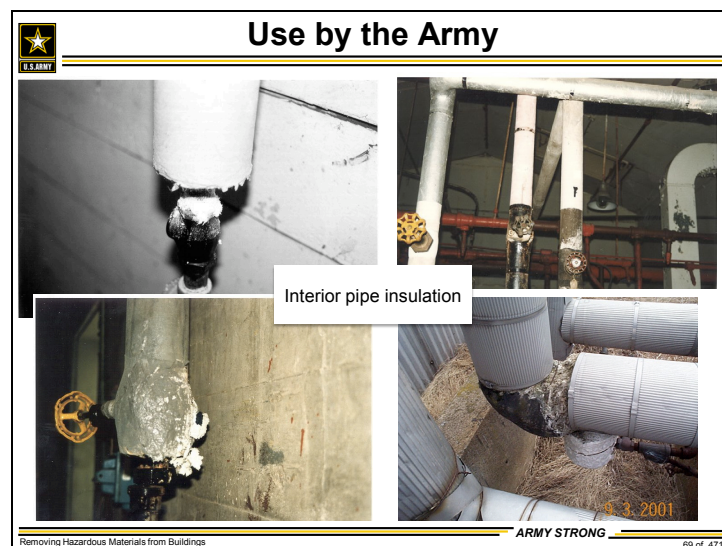 Use by the Army
U.S.ARMY
Interior pipe insulation
9. 3. 2001
ARMY STRONG
Removing Hazardous Materials from Buildings
69 of 471